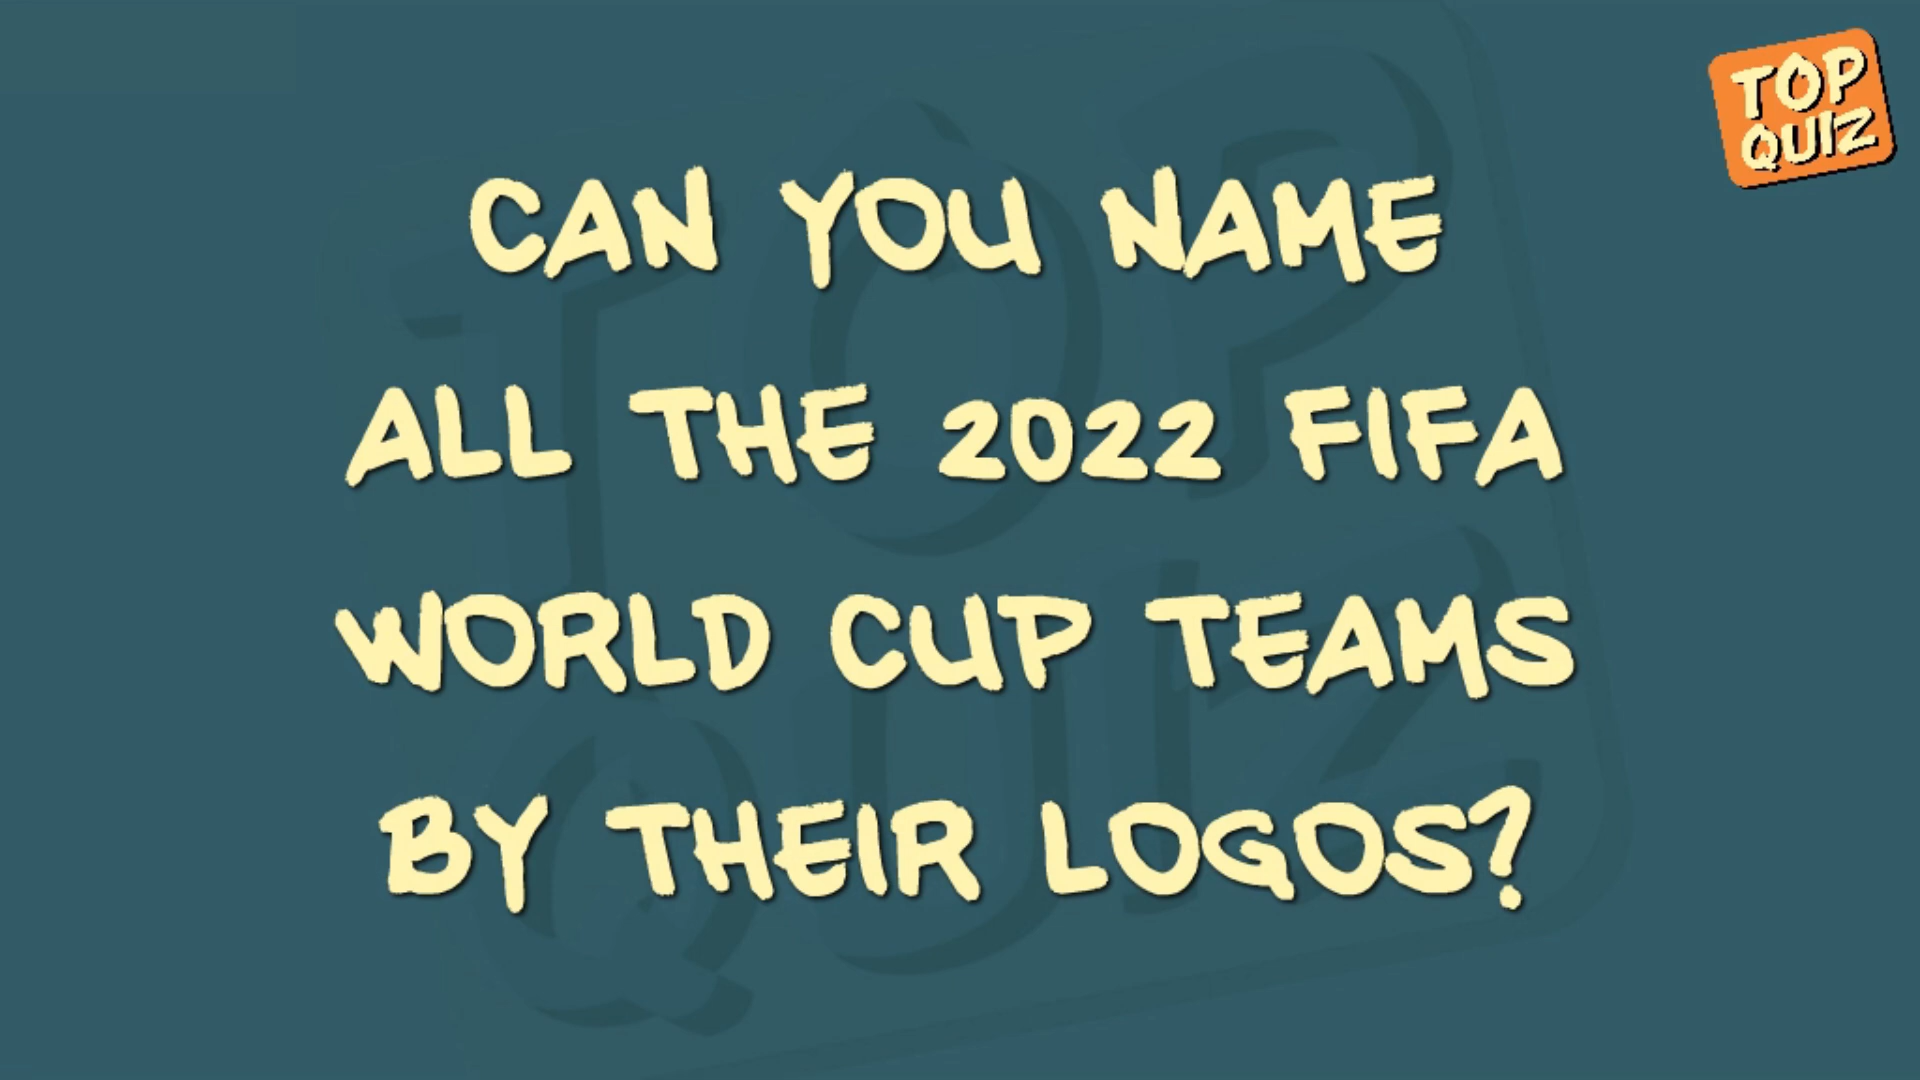 TOP
QUIZ
CAN YOU NAME
ALL THE 2022 FIFA
WORLD CUP TEAMS
BY THEIR LOGOS?